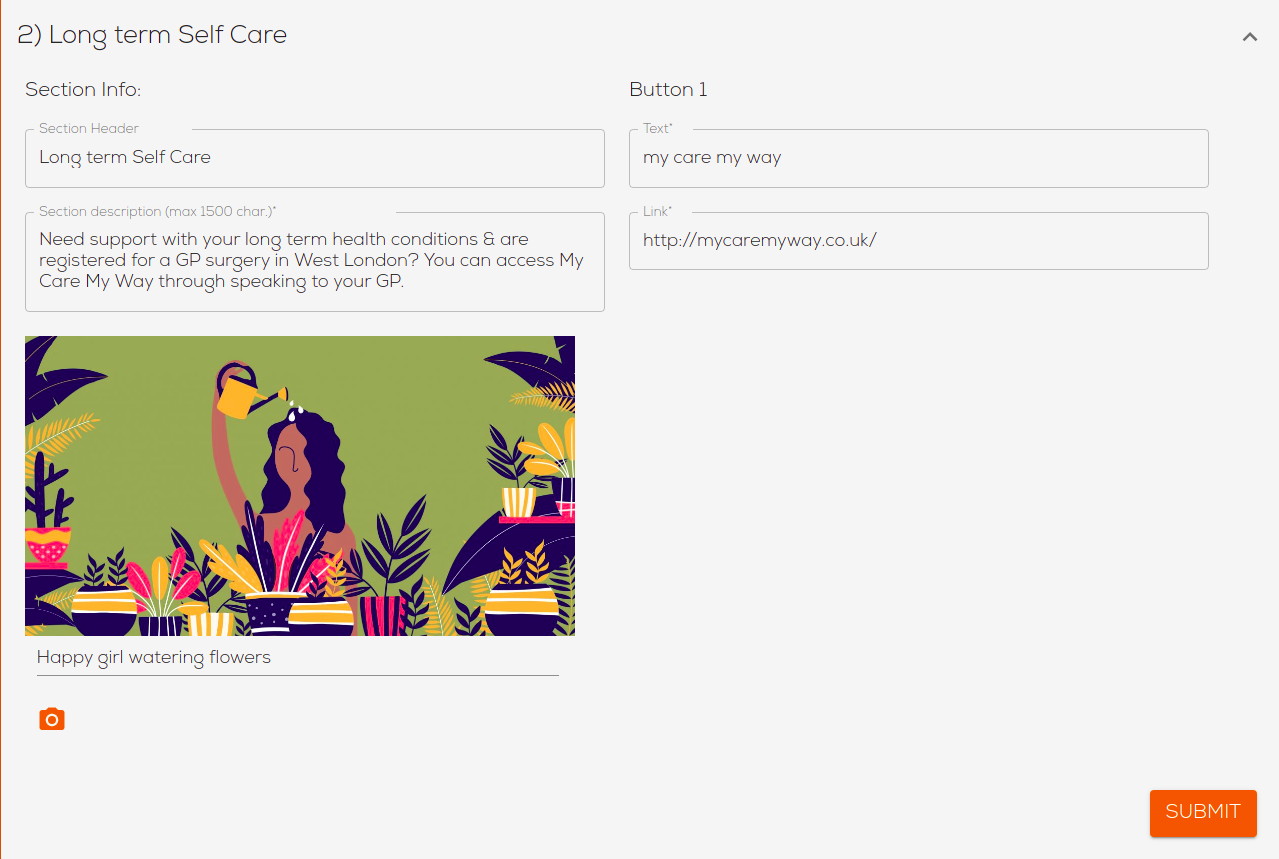 2) Long term Self Care
Section Info:
Section Header
Long term Self Care
Section description (max 1500 char.)*
Need support with your long term health conditions & are
registered for a GP surgery in West London? You can access My
Care My Way through speaking to your GP.
Happy girl watering flowers
Button 1
Text*
my care my way
Link*
http://mycaremyway.co.uk/
SUBMIT